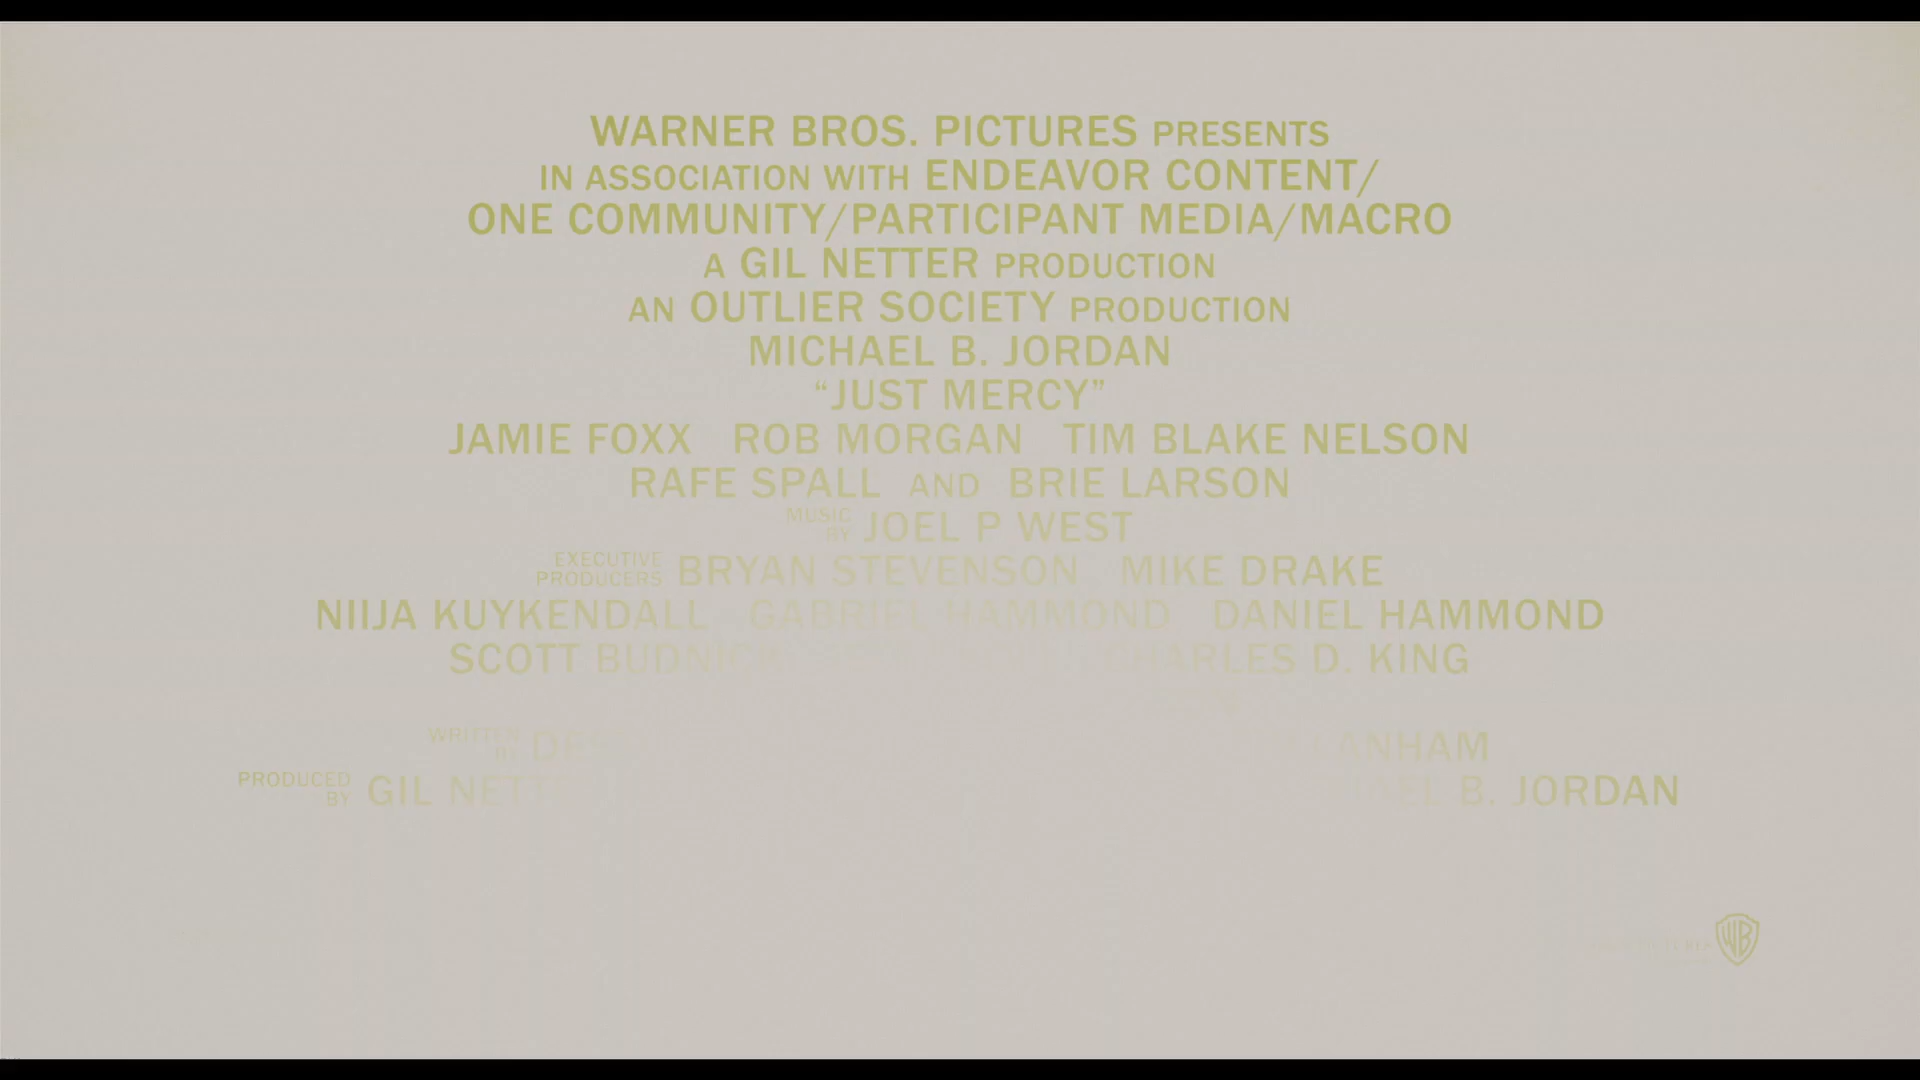 WARNER BROS. PICTURES PRESENTS
IN ASSOCIATION WITH ENDEAVOR CONTENT/
ONE COMMUNITY/PARTICIPANT MEDIA/MACRO
A GIL NETTER PRODUCTION
AN OUTLIER SOCIETY PRODUCTION
MICHAEL B. JORDAN
“JUST MERCY”
JAMIE FOXX ROB MORGAN TIM BLAKE NELSON
RAFE SPALL AND BRIE LARSON
MUSIC BY JOEL P WEST
EXECUTIVE PRODUCERS BRYAN STEVENSON MIKE DRAKE
NIIJA KUYKENDALL GABRIEL HAMMOND DANIEL HAMMOND
SCOTT BUDNICK CHARLES D. KING
WRITTEN BY
PRODUCED BY GIL B. JORDAN
PICTURES WB